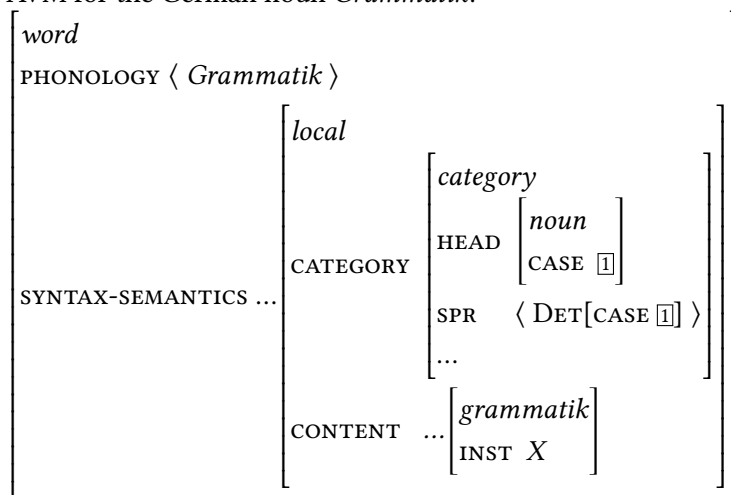 AVM for the German noun Grammatik:
word
PHONOLOGY ⟨ Grammatik ⟩
local
category
noun
HEAD
CASE 1
CATEGORY
SYNTAX-SEMANTICS …
SPR ⟨ DET[CASE 1] ⟩
…
grammatik
CONTENT …
INST X